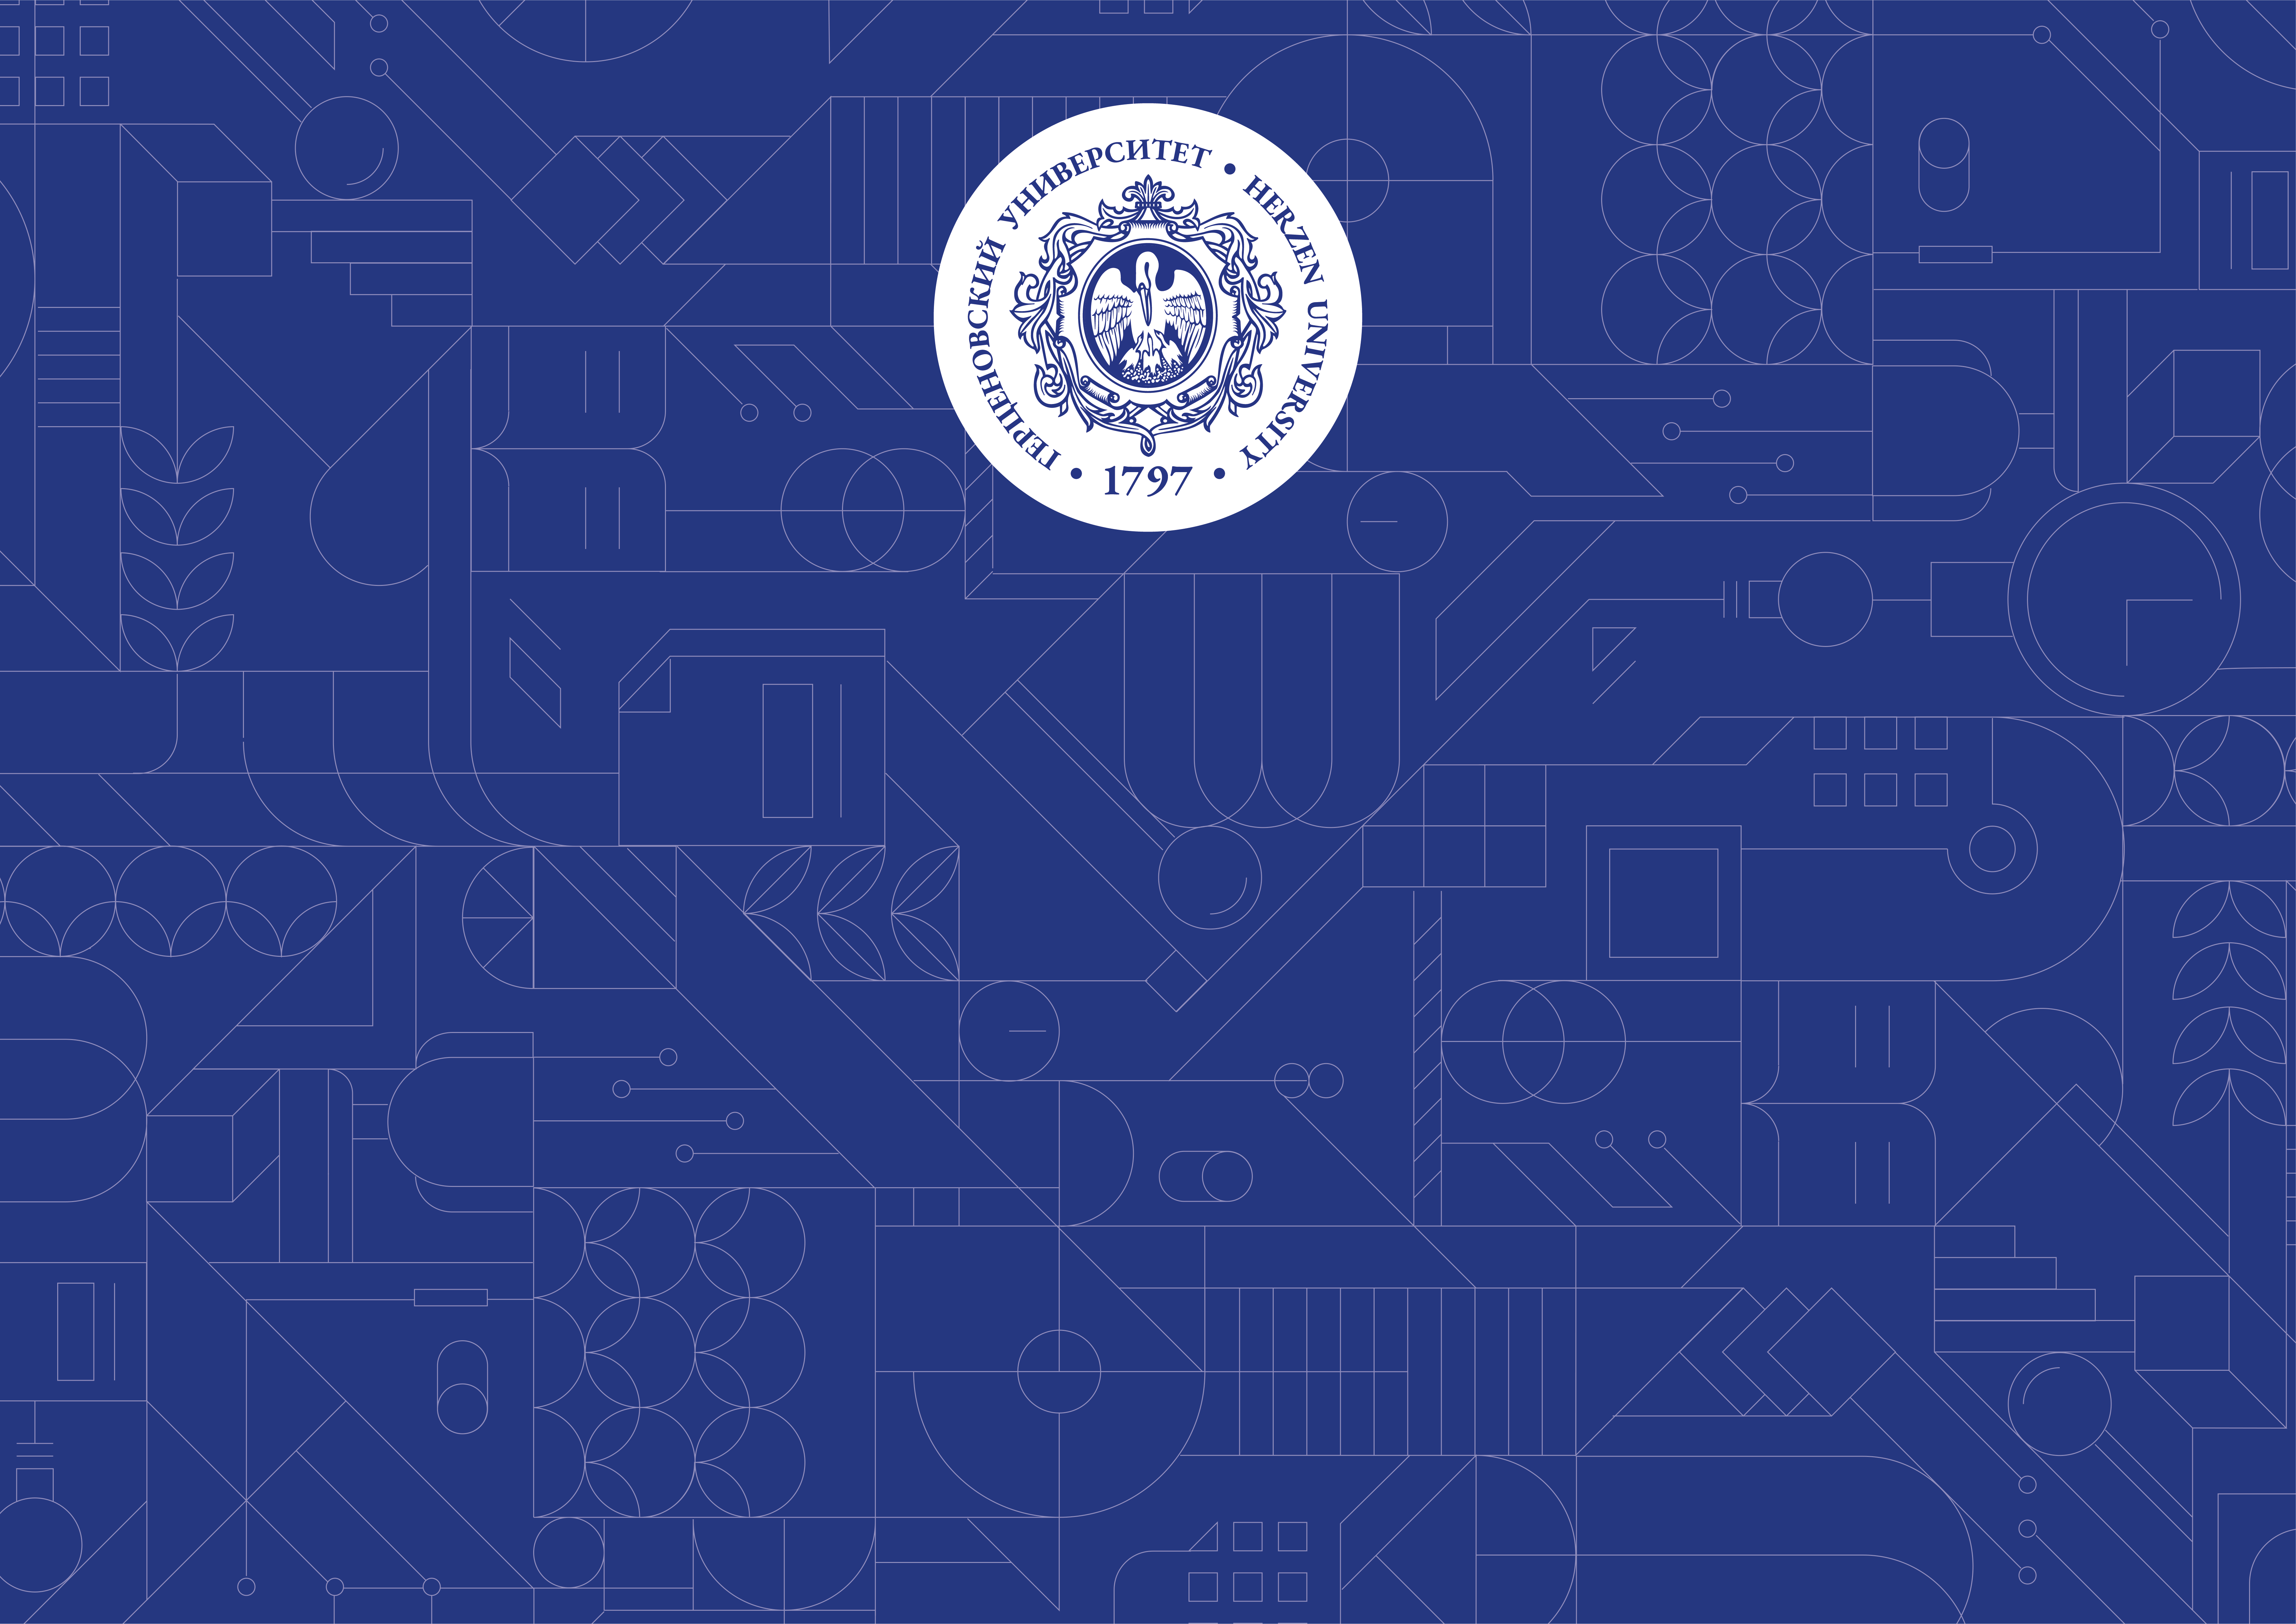 ГЕРЦЕНОВСКИЙ УНИВЕРСИТЕТ • HERZEN UNIVERSITY
• 1797 •